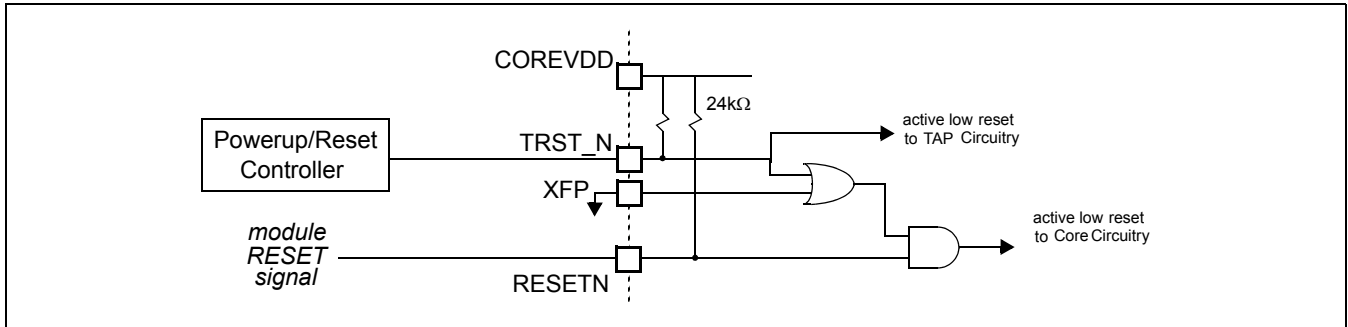 COREVDD
24kΩ
Powerup/Reset
Controller
TRST_N
active low reset
to TAP Circuitry
XFP
module
RESET
signal
RESETN
active low reset
to Core Circuitry